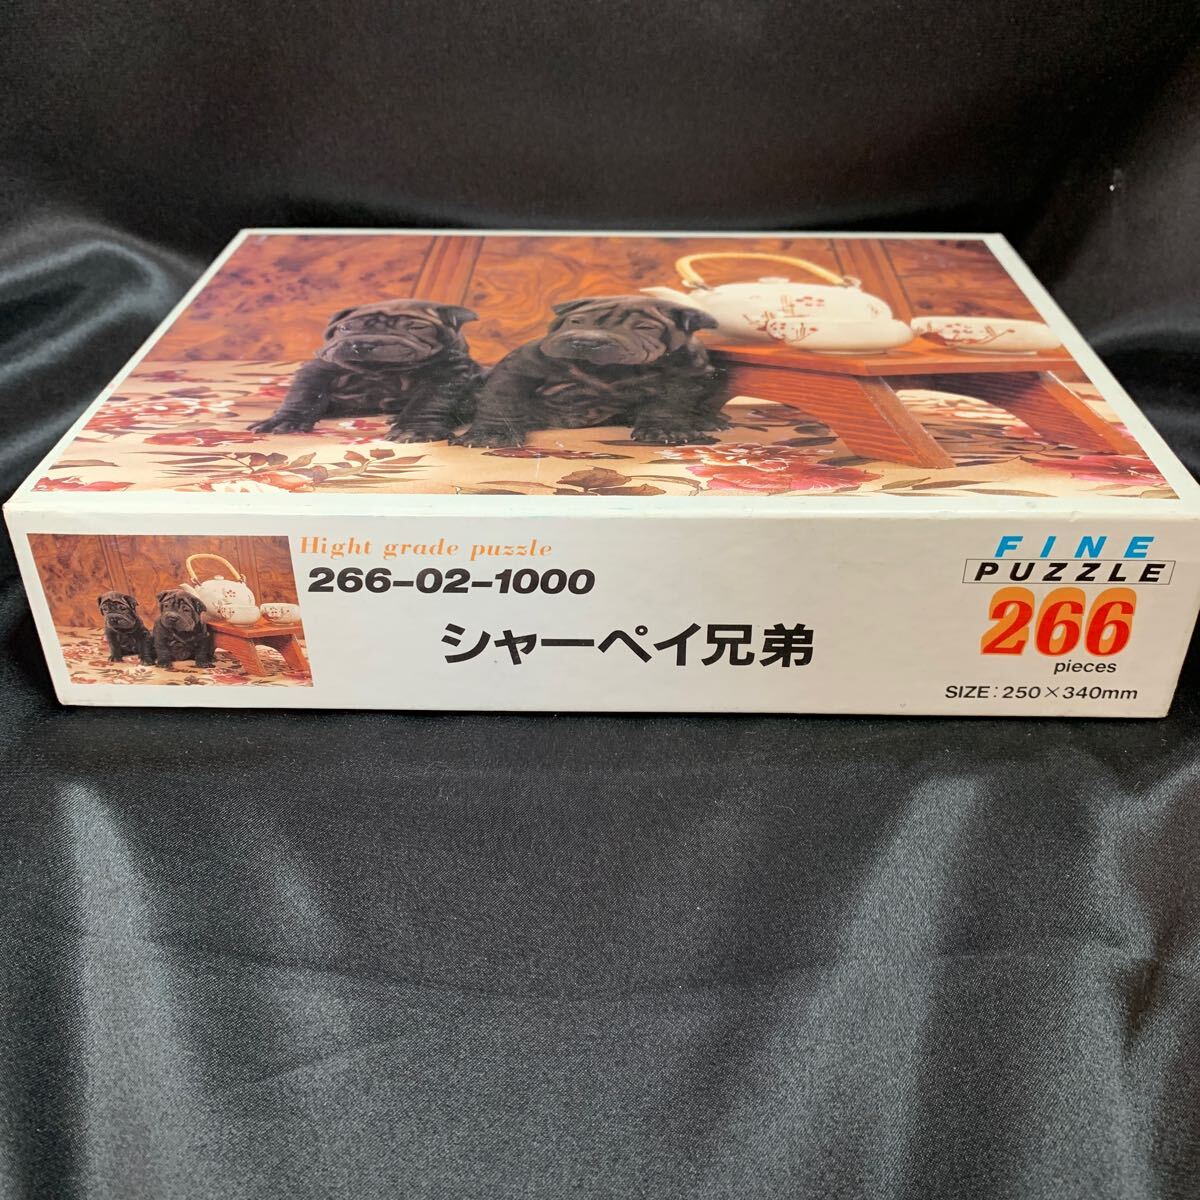 Hight grade puzzle
266-02-1000
シャーペイ兄弟
FINE
PUZZLE
266
pieces
SIZE:250×340mm